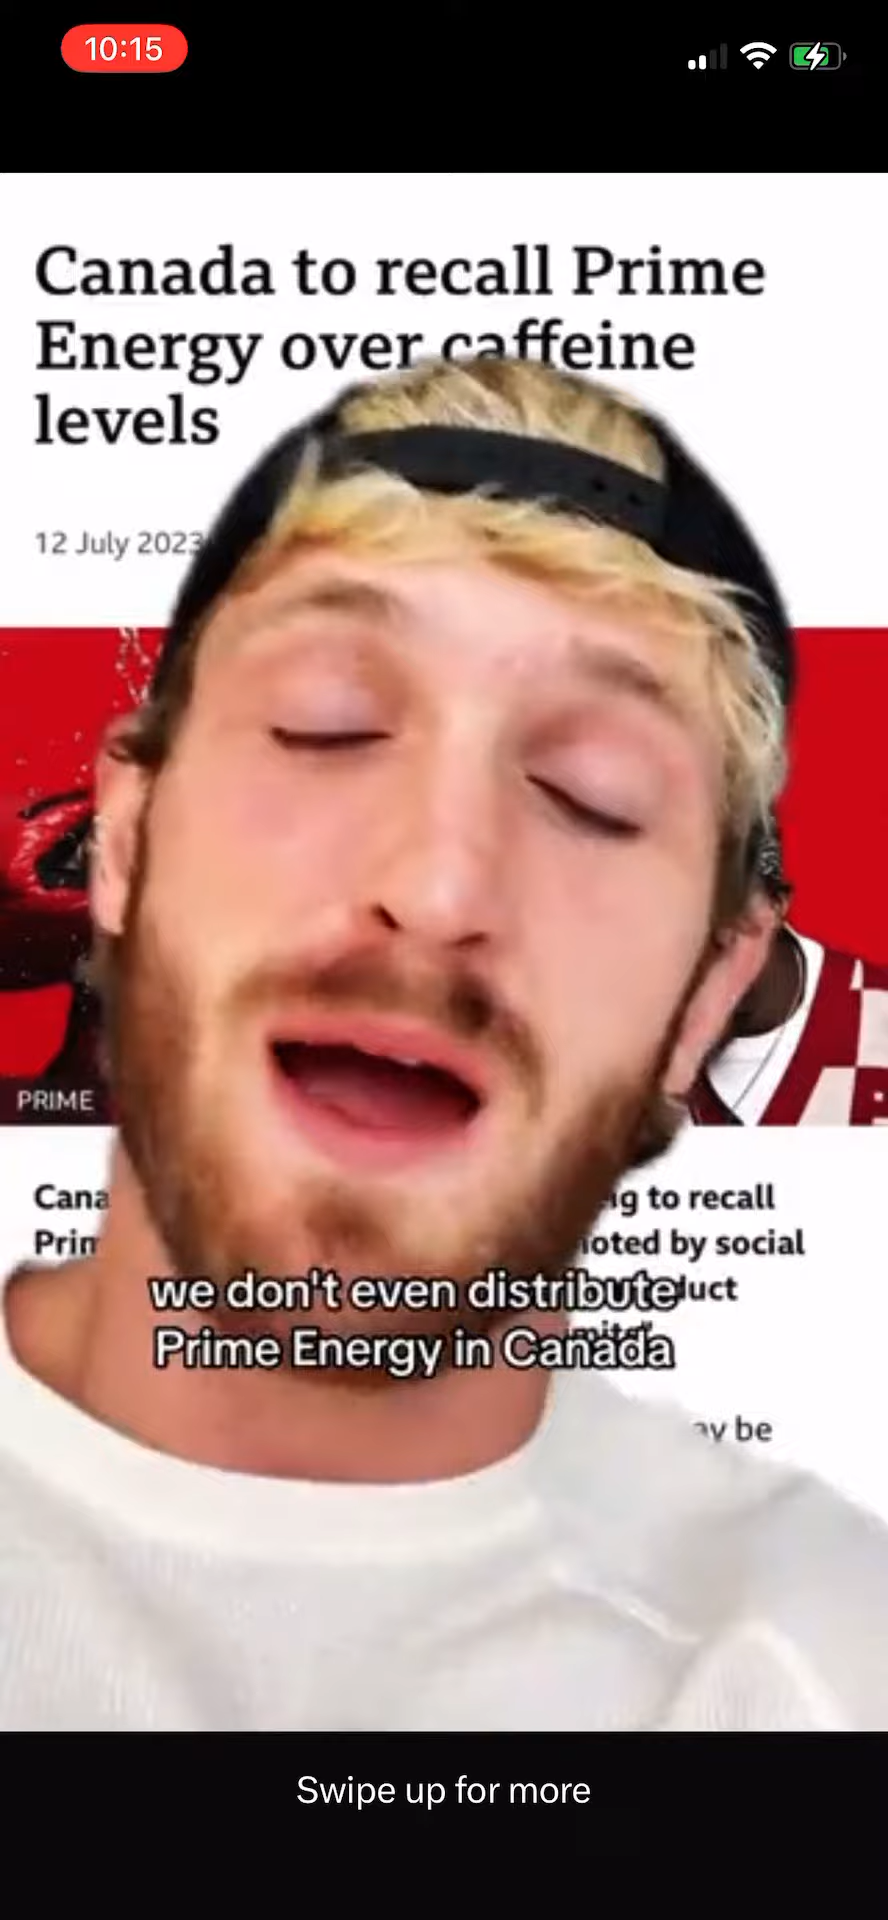 10:15
Canada to recall Prime
Energy over caffeine
levels
12 July 2023
PRIME
to recall
by social
we don't even distribute
Prime Energy in Canada
be
Swipe up for more